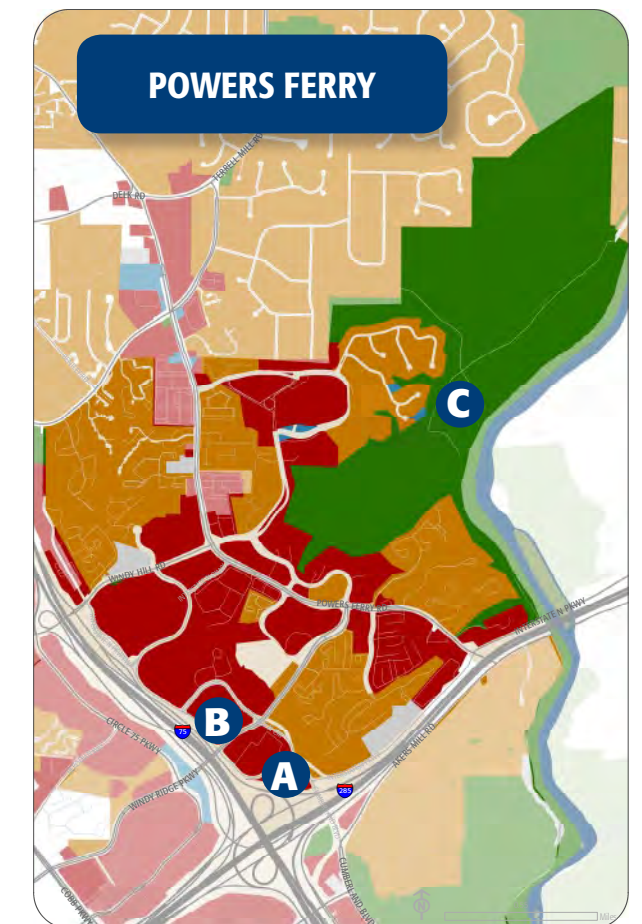 POWERS FERRY
TERRELL MILL RD
DELK RD
C
WINDY HILL RD
POWERS FERRY RD
INTERSTATE N PKWY
B
75
CIRCLE 75 PKWY
A
AKERS MILL RD
285
WINDY RIDGE PKWY
CUMBERLAND BLVD
COBB PKWY
Miles